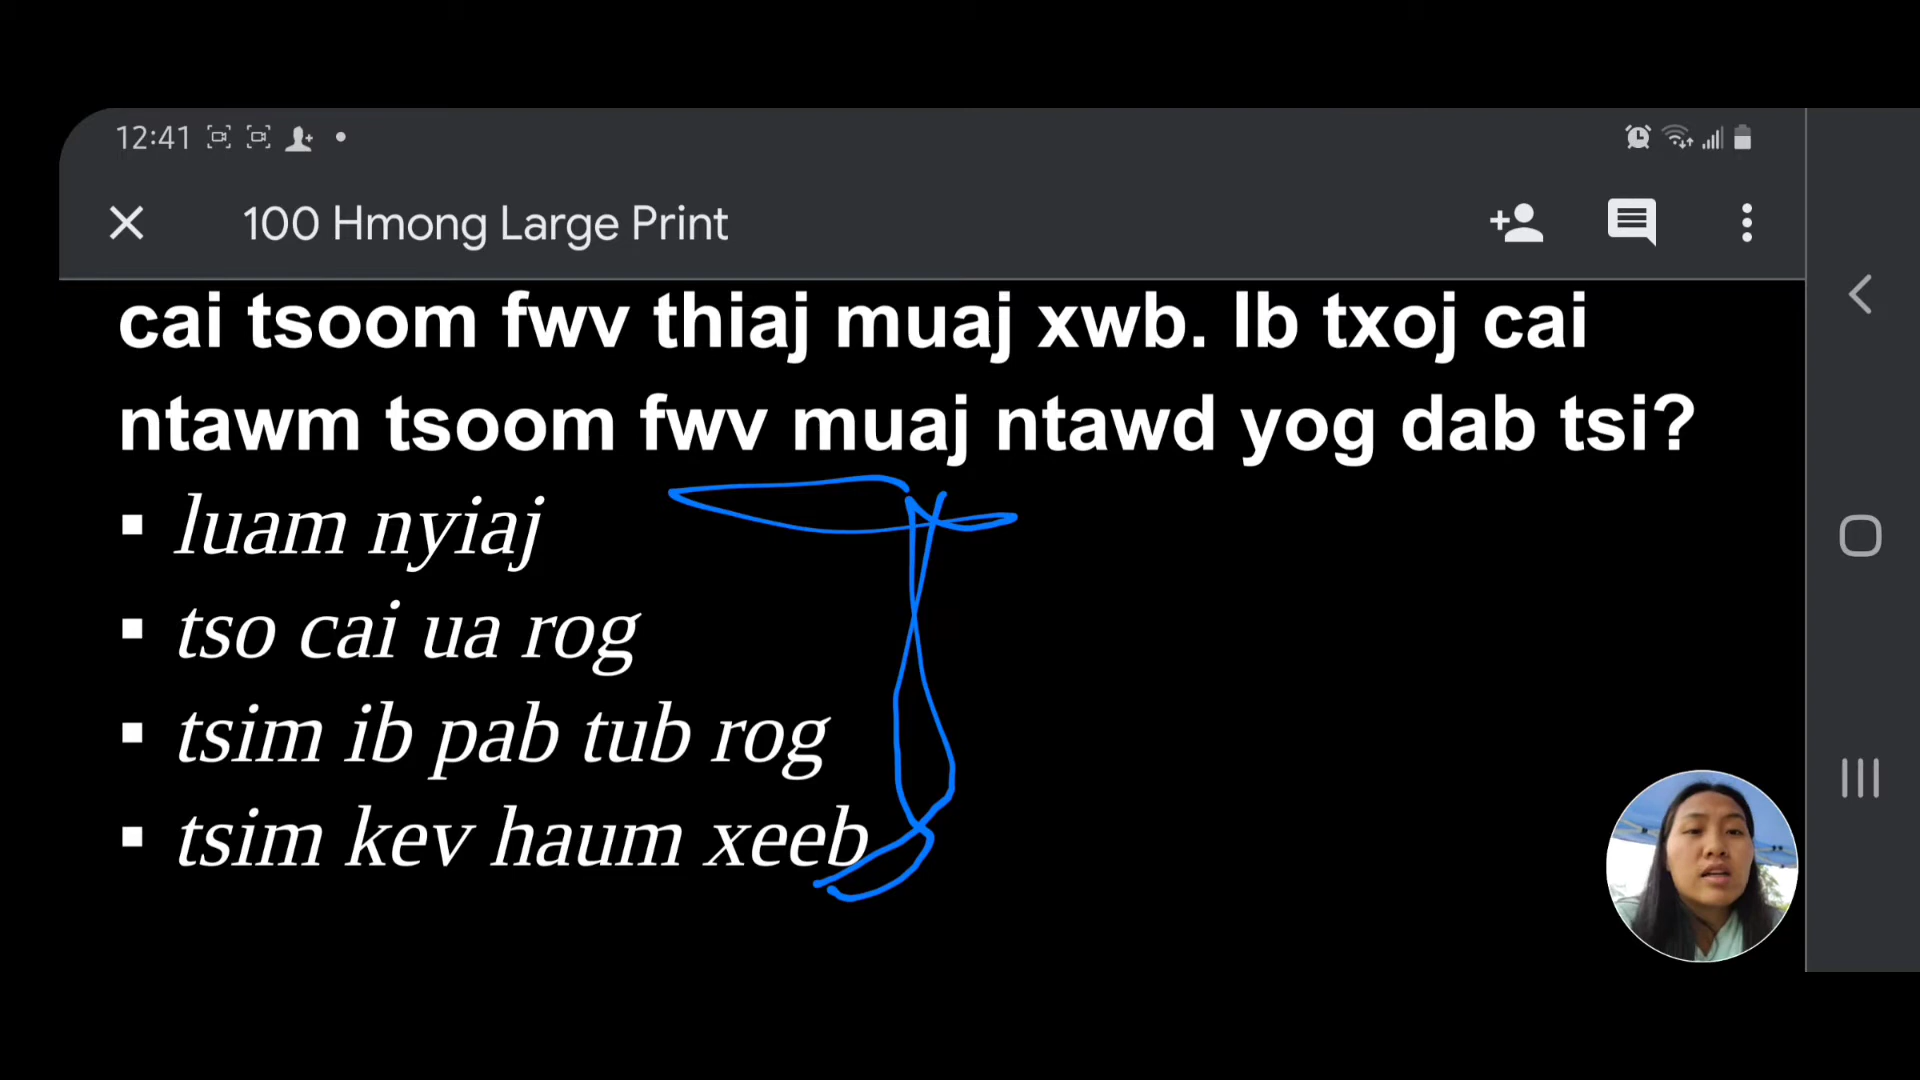 12:41
100 Hmong Large Print
cai tsoom fwv thiaj muaj xwb. Ib txoj cai
ntawm tsoom fwv muaj ntawd yog dab tsi?
▪ luam nyiaj
▪ tso cai ua rog
▪ tsim ib pab tub rog
▪ tsim kev haum xeeb